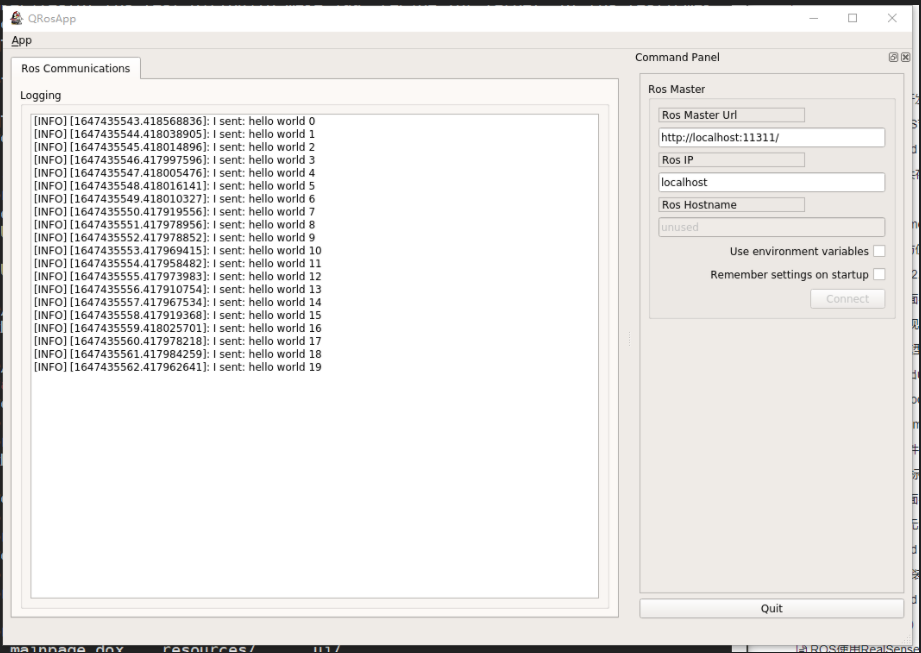 QRosApp
App
Ros Communications
Logging
[INFO] [1647435543.418568836]: I sent: hello world 0
[INFO] [1647435544.418038905]: I sent: hello world 1
[INFO] [1647435545.418014896]: I sent: hello world 2
[INFO] [1647435546.417997596]: I sent: hello world 3
[INFO] [1647435547.418005476]: I sent: hello world 4
[INFO] [1647435548.418016141]: I sent: hello world 5
[INFO] [1647435549.418010327]: I sent: hello world 6
[INFO] [1647435550.417919556]: I sent: hello world 7
[INFO] [1647435551.417978956]: I sent: hello world 8
[INFO] [1647435552.417978852]: I sent: hello world 9
[INFO] [1647435553.417969415]: I sent: hello world 10
[INFO] [1647435554.417958482]: I sent: hello world 11
[INFO] [1647435555.417973983]: I sent: hello world 12
[INFO] [1647435556.417910754]: I sent: hello world 13
[INFO] [1647435557.417967534]: I sent: hello world 14
[INFO] [1647435558.417919368]: I sent: hello world 15
[INFO] [1647435559.418025701]: I sent: hello world 16
[INFO] [1647435560.417978218]: I sent: hello world 17
[INFO] [1647435561.417984259]: I sent: hello world 18
[INFO] [1647435562.417962641]: I sent: hello world 19
Command Panel
Ros Master
Ros Master Url
http://localhost:11311/
Ros IP
localhost
Ros Hostname
unused
Use environment variables
Remember settings on startup
Connect
Quit
mainpage.dox resources/ ui/
ROS使用RealSense